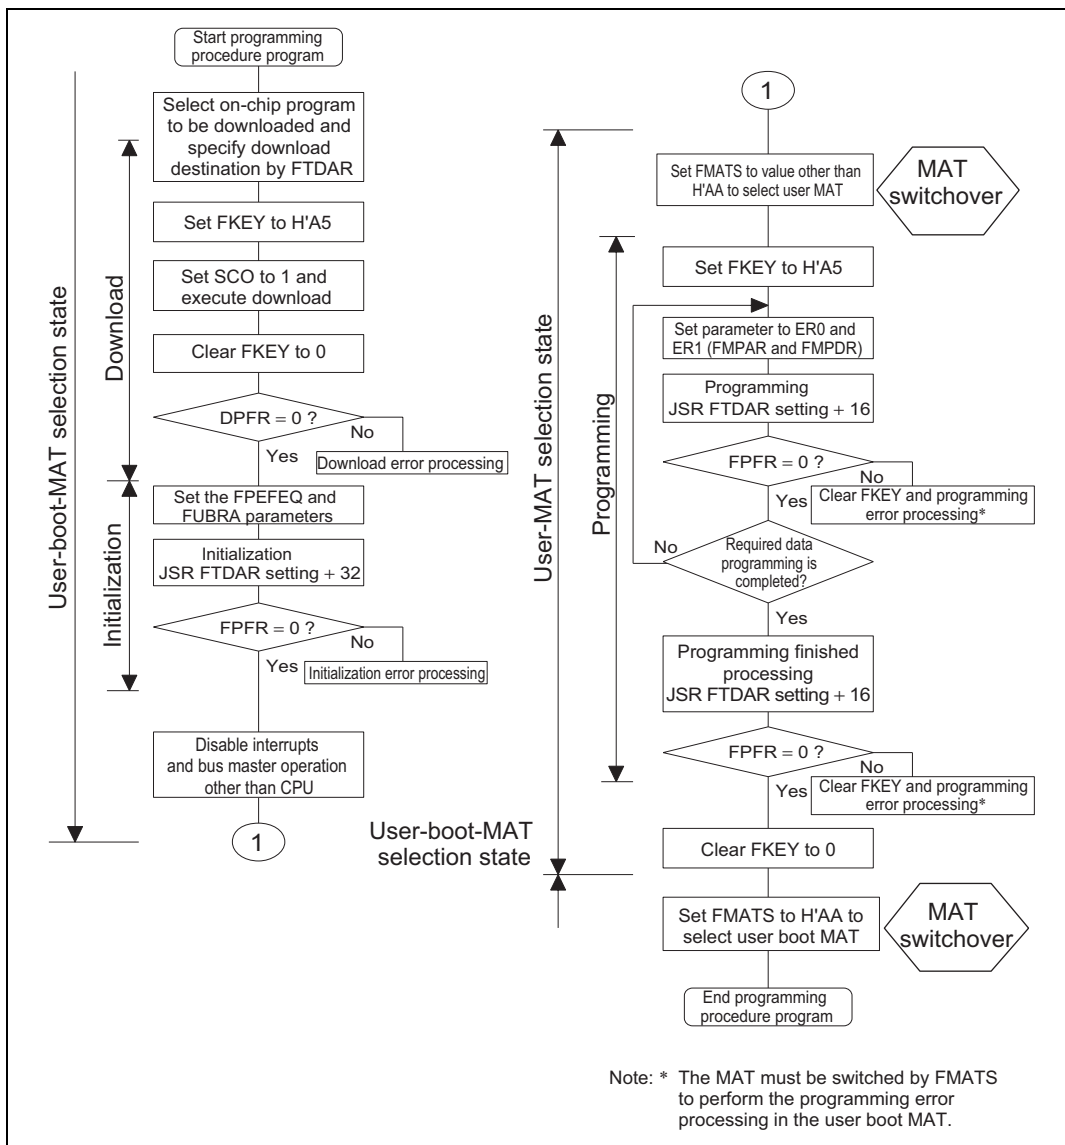 Start programming
procedure program
Select on-chip program
to be downloaded and
specify download
destination by FTDAR
Set FKEY to H'A5
Set SCO to 1 and
execute download
Clear FKEY to 0
DPFR = 0 ?
No
Yes
Download error processing
Set the FPEFEQ and
FUBRA parameters
Initialization
JSR FTDAR setting + 32
FPFR = 0 ?
No
Yes
Initialization error processing
Disable interrupts
and bus master operation
other than CPU
1
User-boot-MAT selection state
Download
Initialization
User-boot-MAT
selection state
1
Set FMATS to value other than
H'AA to select user MAT
MAT
switchover
Set FKEY to H'A5
Set parameter to ER0 and
ER1 (FMPAR and FMPDR)
Programming
JSR FTDAR setting + 16
FPFR = 0 ?
No
Yes
Clear FKEY and programming
error processing*
No
Required data
programming is
completed?
Yes
Programming finished
processing
JSR FTDAR setting + 16
FPFR = 0 ?
No
Yes
Clear FKEY and programming
error processing*
Clear FKEY to 0
Set FMATS to H'AA to
select user boot MAT
MAT
switchover
End programming
procedure program
User-MAT selection state
Programming
Note: * The MAT must be switched by FMATS
to perform the programming error
processing in the user boot MAT.